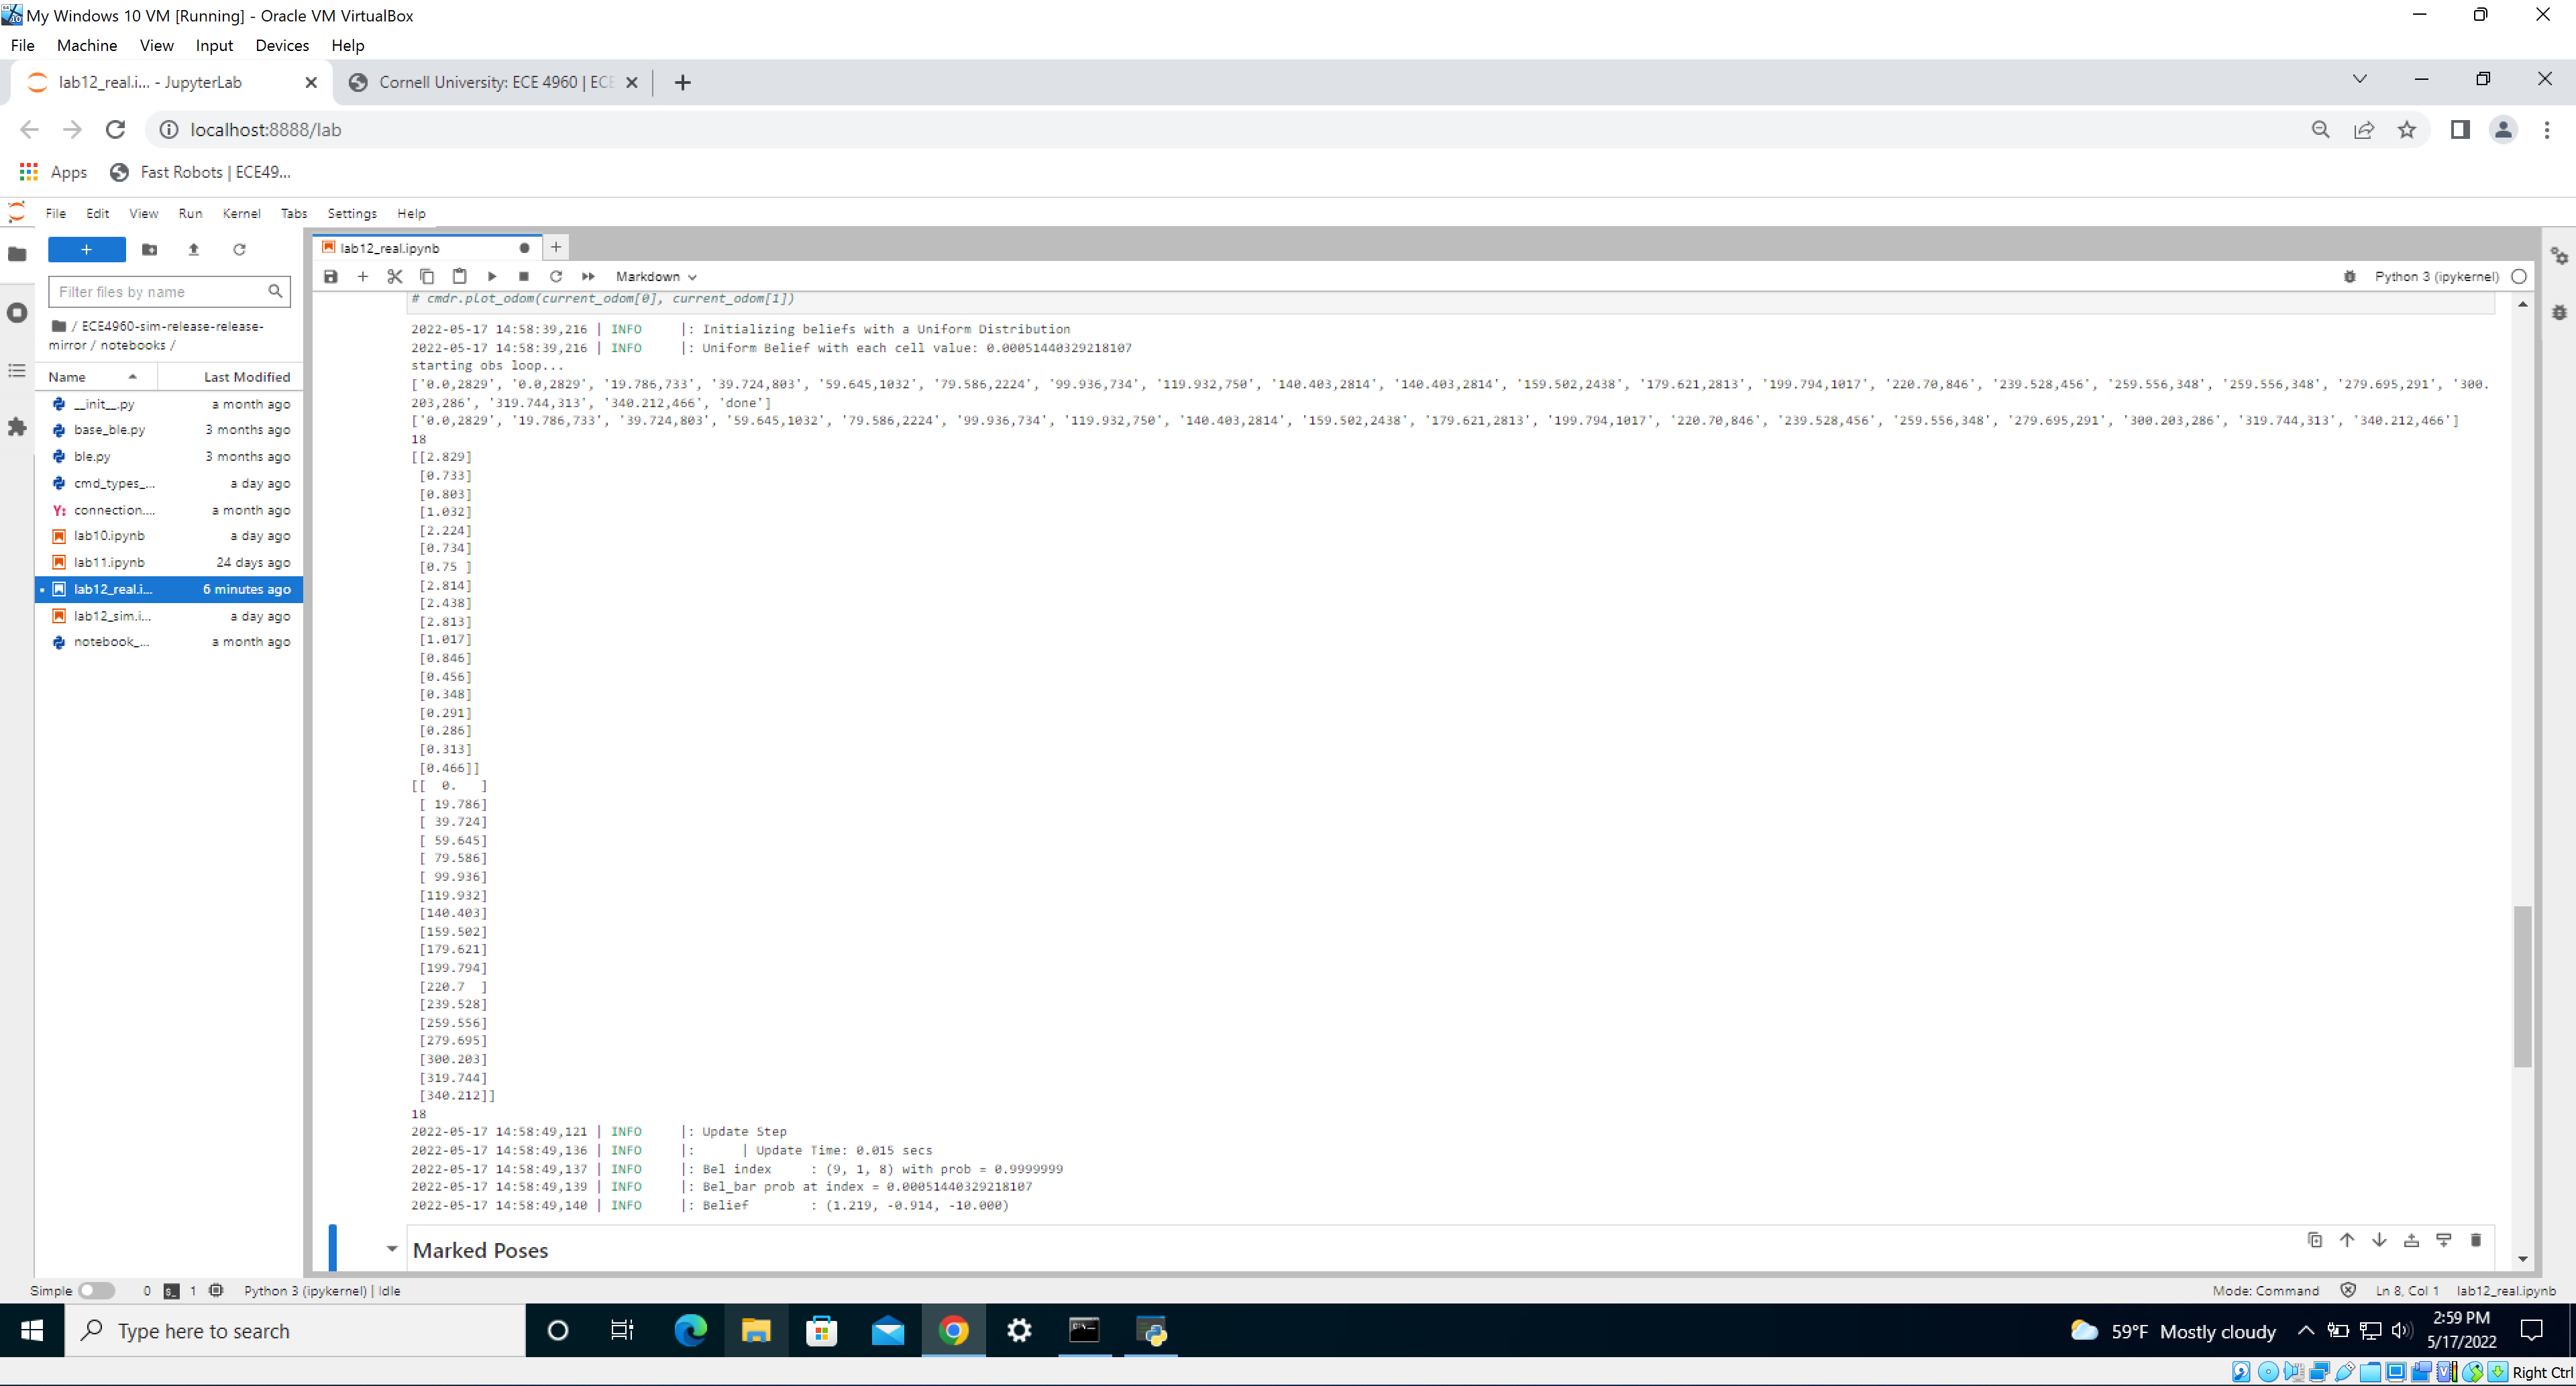 My Windows 10 VM [Running] - Oracle VM VirtualBox
File Machine View Input Devices Help
lab12_real.i... - JupyterLab
Cornell University: ECE 4960 | ECE
localhost:8888/lab
Apps
Fast Robots | ECE49...
File Edit View Run Kernel Tabs Settings Help
lab12_real.ipynb
Markdown
Python 3 (ipykernel)
Filter files by name
/ ECE4960-sim-release-release-
mirror / notebooks /
Name Last Modified
__init__.py a month ago
base_ble.py 3 months ago
ble.py 3 months ago
cmd_types_... a day ago
connection.... a month ago
lab10.ipynb a day ago
lab11.ipynb 24 days ago
lab12_real.i... 6 minutes ago
lab12_sim.i... a day ago
notebook_... a month ago
# cmdr.plot_odom(current_odom[0], current_odom[1])
2022-05-17 14:58:39,216 | INFO |: Initializing beliefs with a Uniform Distribution
2022-05-17 14:58:39,216 | INFO |: Uniform Belief with each cell value: 0.00051440329218107
starting obs loop...
['0.0,2829', '0.0,2829', '19.786,733', '39.724,803', '59.645,1032', '79.586,2224', '99.936,734', '119.932,750', '140.403,2814', '140.403,2814', '159.502,2438', '179.621,2813', '199.794,1017', '220.70,846', '239.528,456', '259.556,348', '259.556,348', '279.695,291', '300.
203,286', '319.744,313', '340.212,466', 'done']
['0.0,2829', '19.786,733', '39.724,803', '59.645,1032', '79.586,2224', '99.936,734', '119.932,750', '140.403,2814', '159.502,2438', '179.621,2813', '199.794,1017', '220.70,846', '239.528,456', '259.556,348', '279.695,291', '300.203,286', '319.744,313', '340.212,466']
18
[[2.829]
[0.733]
[0.803]
[1.032]
[2.224]
[0.734]
[0.75 ]
[2.814]
[2.438]
[2.813]
[1.017]
[0.846]
[0.456]
[0.348]
[0.291]
[0.286]
[0.313]
[0.466]]
[[  0.   ]
[ 19.786]
[ 39.724]
[ 59.645]
[ 79.586]
[ 99.936]
[119.932]
[140.403]
[159.502]
[179.621]
[199.794]
[220.7  ]
[239.528]
[259.556]
[279.695]
[300.203]
[319.744]
[340.212]]
18
2022-05-17 14:58:49,121 | INFO |: Update Step
2022-05-17 14:58:49,136 | INFO |: | Update Time: 0.015 secs
2022-05-17 14:58:49,137 | INFO |: Bel index : (9, 1, 8) with prob = 0.9999999
2022-05-17 14:58:49,139 | INFO |: Bel_bar prob at index = 0.00051440329218107
2022-05-17 14:58:49,140 | INFO |: Belief : (1.219, -0.914, -10.000)
Marked Poses
Simple 0 1 Python 3 (ipykernel) | Idle
Mode: Command Ln 8, Col 1 lab12_real.ipynb
Type here to search
59°F Mostly cloudy
2:59 PM
5/17/2022
Right Ctrl